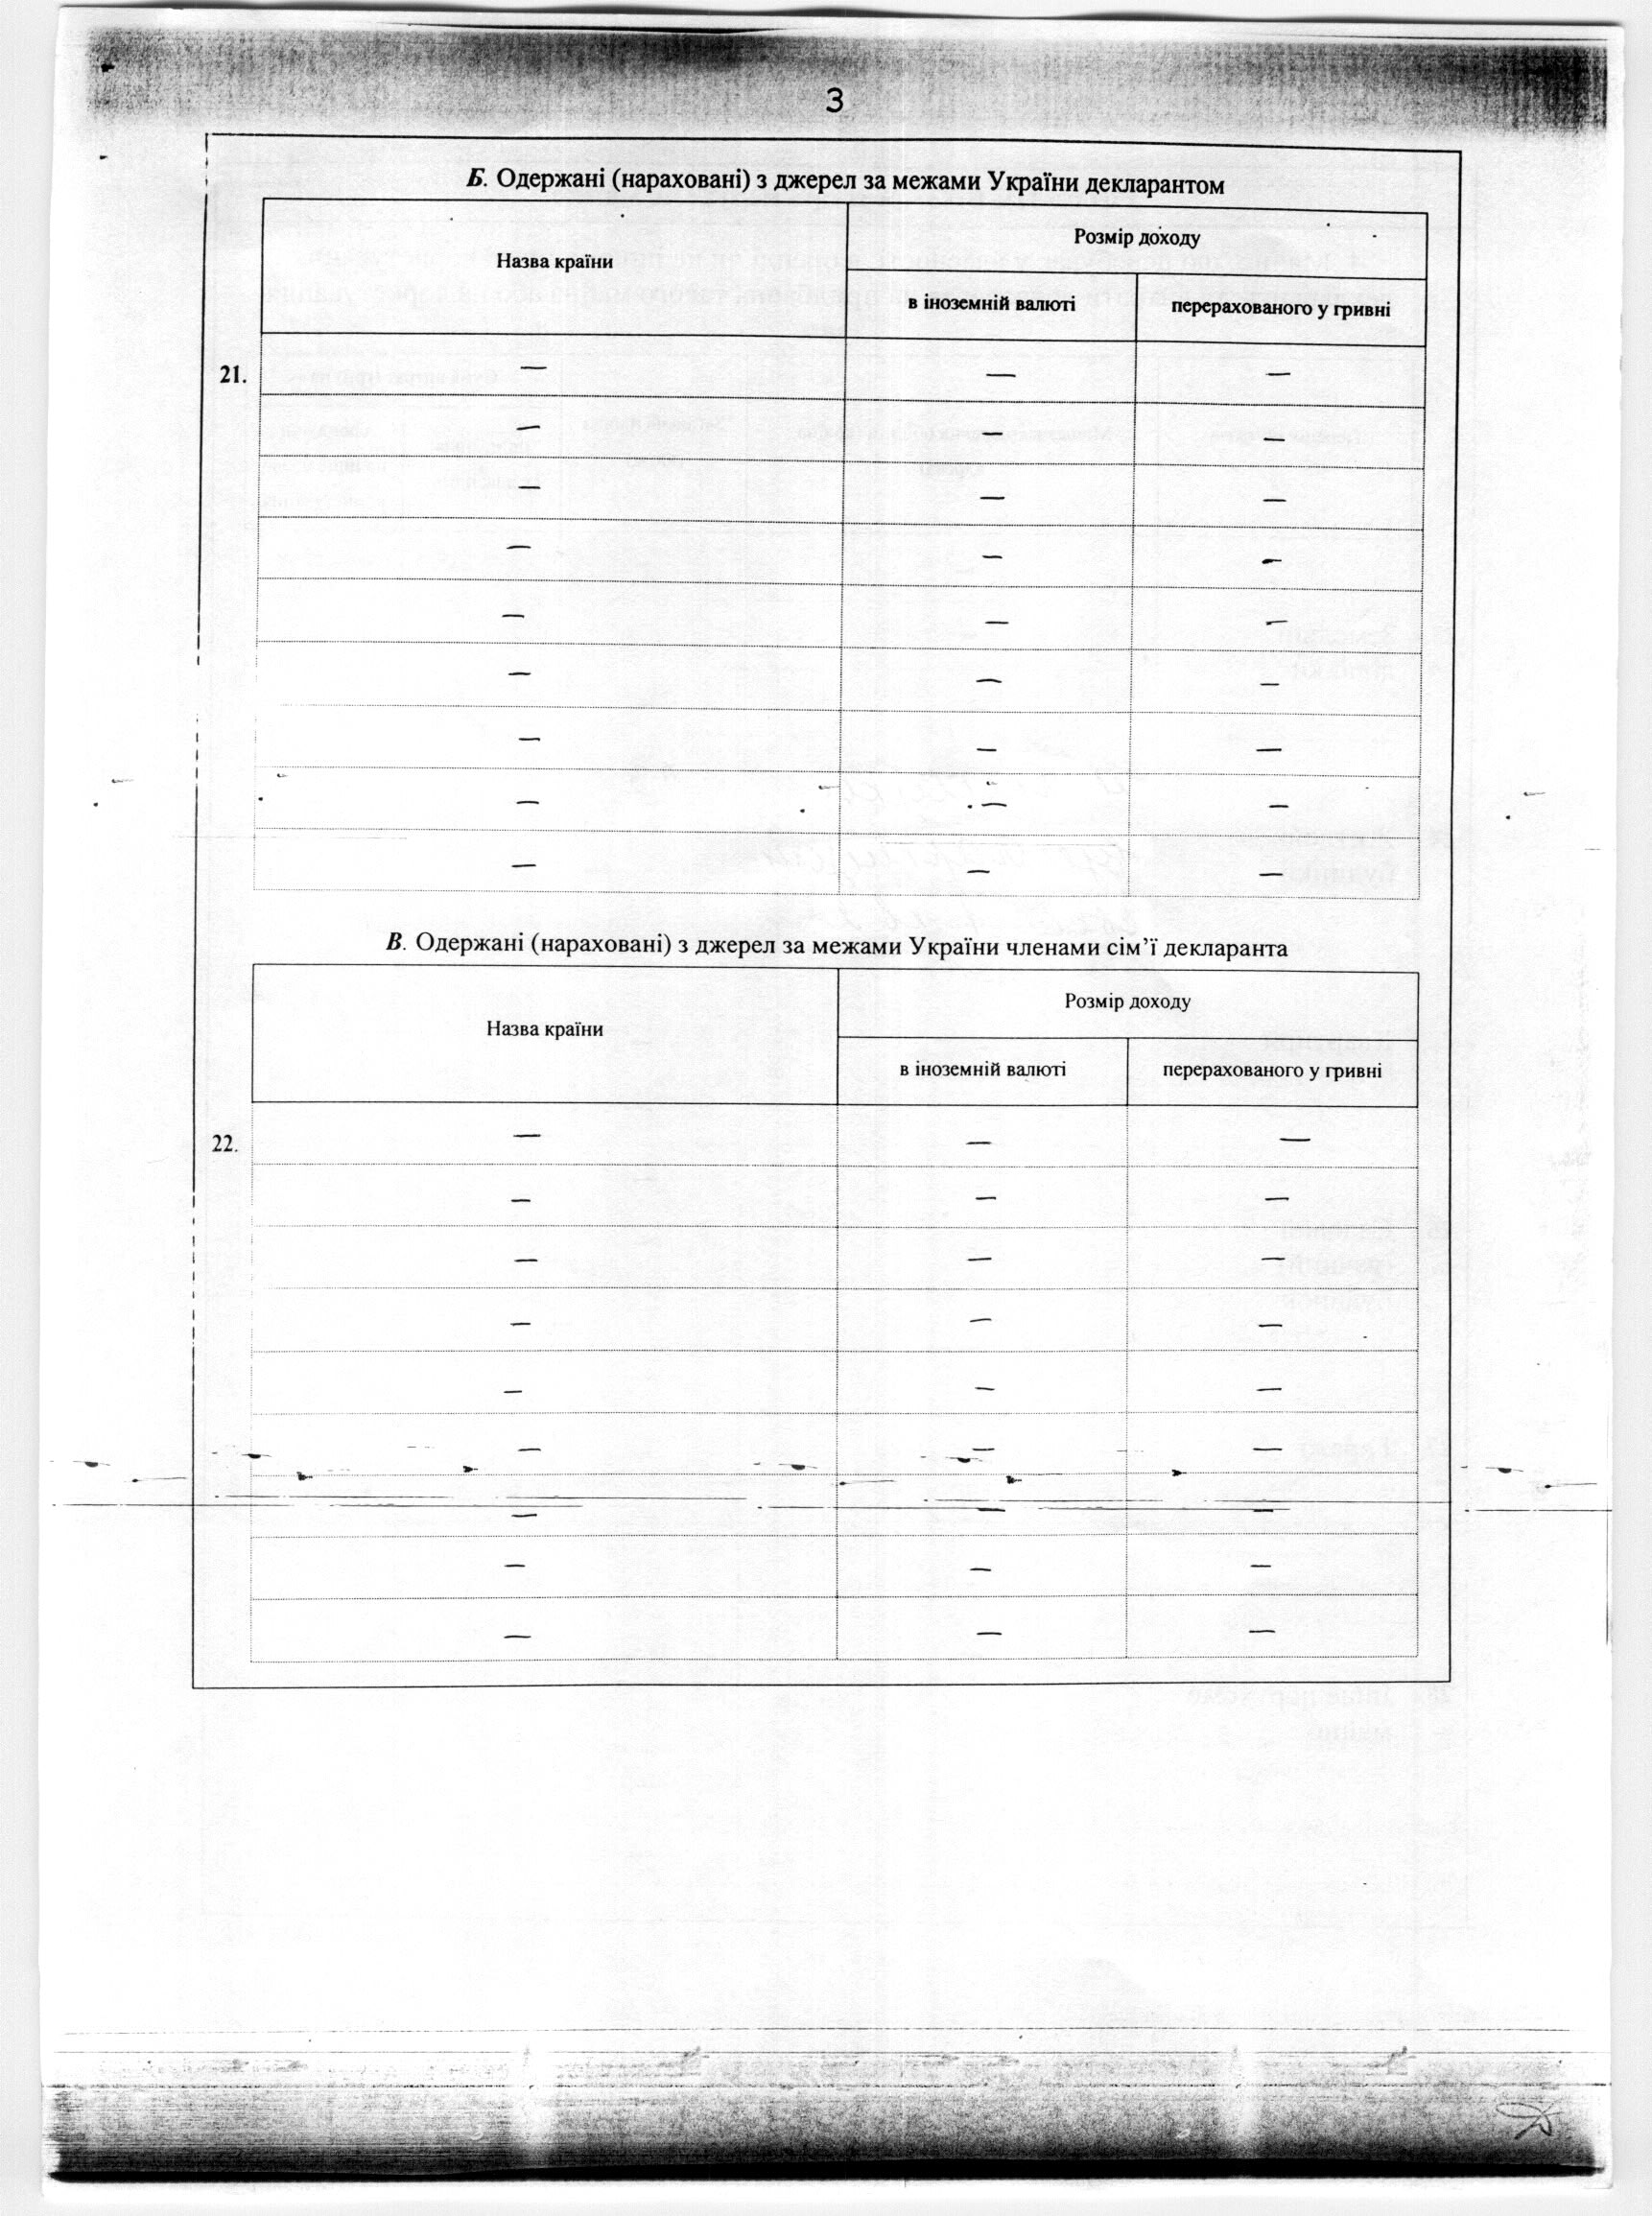 3
Б. Одержані (нараховані) з джерел за межами України декларантом
Назва країни
Розмір доходу
в іноземній валюті
перерахованого у гривні
21. — — —
— — —
— — —
— — —
— — —
— — —
— — —
— — —
— — —
В. Одержані (нараховані) з джерел за межами України членами сім’ї декларанта
Назва країни
Розмір доходу
в іноземній валюті
перерахованого у гривні
22. — — —
— — —
— — —
— — —
— — —
— — —
— — —
— — —
— — —